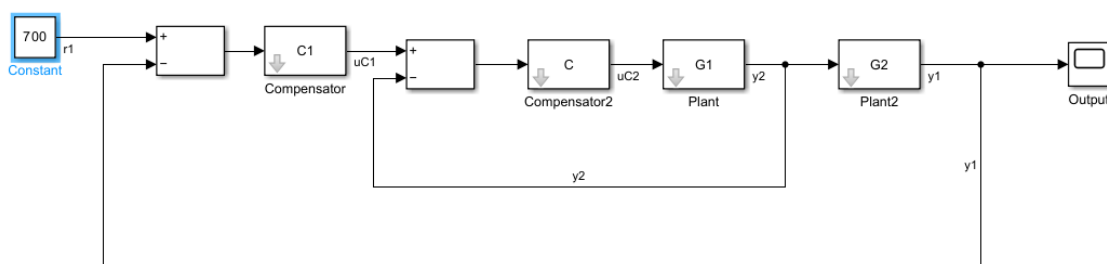 700
r1
Constant
+
−
C1
Compensator
uC1
+
−
C
Compensator2
uC2
G1
Plant
y2
G2
Plant2
y1
Output
y2
y1